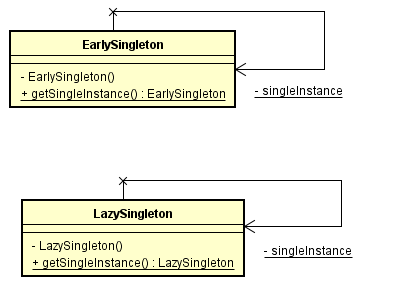 EarlySingleton
- EarlySingleton()
+ getSingleInstance() : EarlySingleton
- singleInstance
LazySingleton
- LazySingleton()
+ getSingleInstance() : LazySingleton
- singleInstance